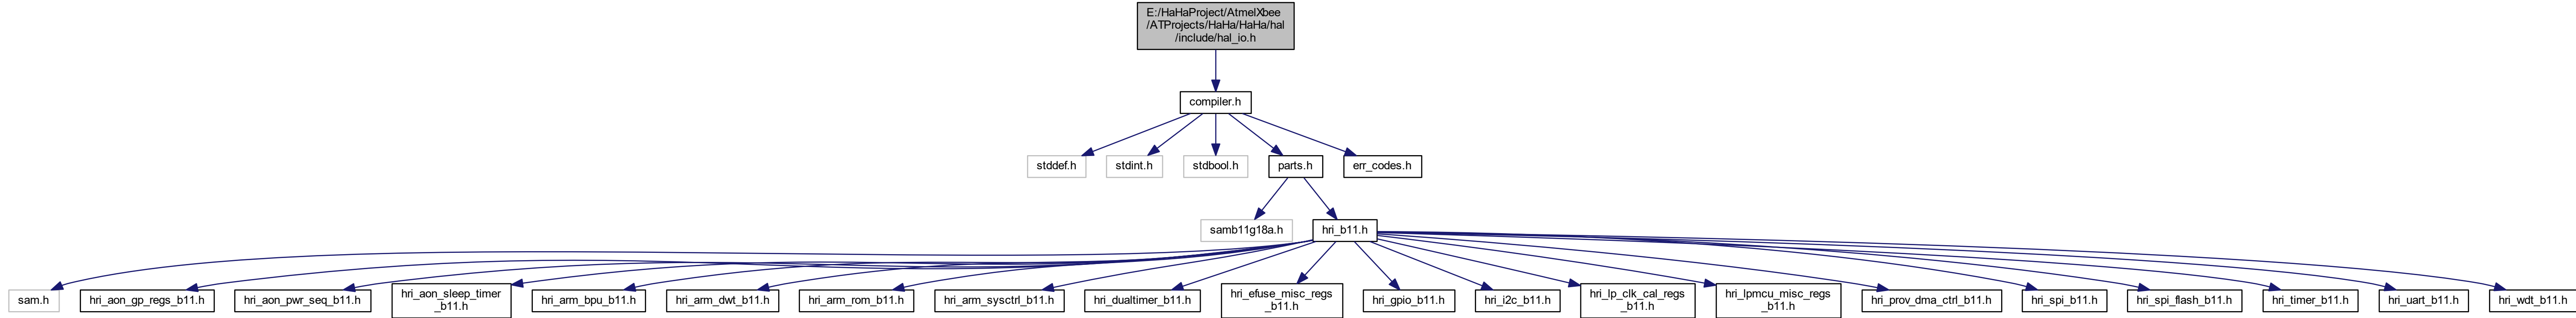 E:/HaHaProject/AtmelXbee
/ATProjects/HaHa/HaHa/hal
/include/hal_io.h
compiler.h
stddef.h
stdint.h
stdbool.h
parts.h
err_codes.h
samb11g18a.h
hri_b11.h
sam.h
hri_aon_gp_regs_b11.h
hri_aon_pwr_seq_b11.h
hri_aon_sleep_timer
_b11.h
hri_arm_bpu_b11.h
hri_arm_dwt_b11.h
hri_arm_rom_b11.h
hri_arm_sysctrl_b11.h
hri_dualtimer_b11.h
hri_efuse_misc_regs
_b11.h
hri_gpio_b11.h
hri_i2c_b11.h
hri_lp_clk_cal_regs
_b11.h
hri_lpmcu_misc_regs
_b11.h
hri_prov_dma_ctrl_b11.h
hri_spi_b11.h
hri_spi_flash_b11.h
hri_timer_b11.h
hri_uart_b11.h
hri_wdt_b11.h